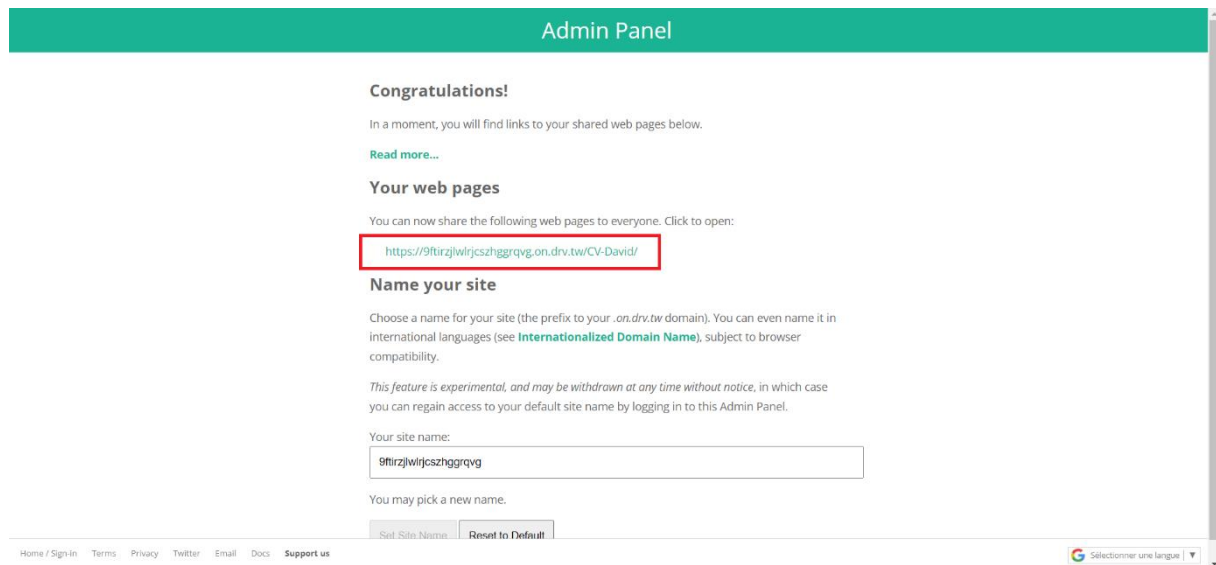 Admin Panel
Congratulations!
In a moment, you will find links to your shared web pages below.
Read more...
Your web pages
You can now share the following web pages to everyone. Click to open:
https://9ftirzjlwlrjcszhggrqvg.on.drv.tw/CV-David/
Name your site
Choose a name for your site (the prefix to your .on.drv.tw domain). You can even name it in
international languages (see Internationalized Domain Name), subject to browser
compatibility.
This feature is experimental, and may be withdrawn at any time without notice, in which case
you can regain access to your default site name by logging in to this Admin Panel.
Your site name:
9ftirzjlwlrjcszhggrqvg
You may pick a new name.
Set Site Name Reset to Default
Home / Sign-in Terms Privacy Twitter Email Docs Support us Sélectionner une langue ▼